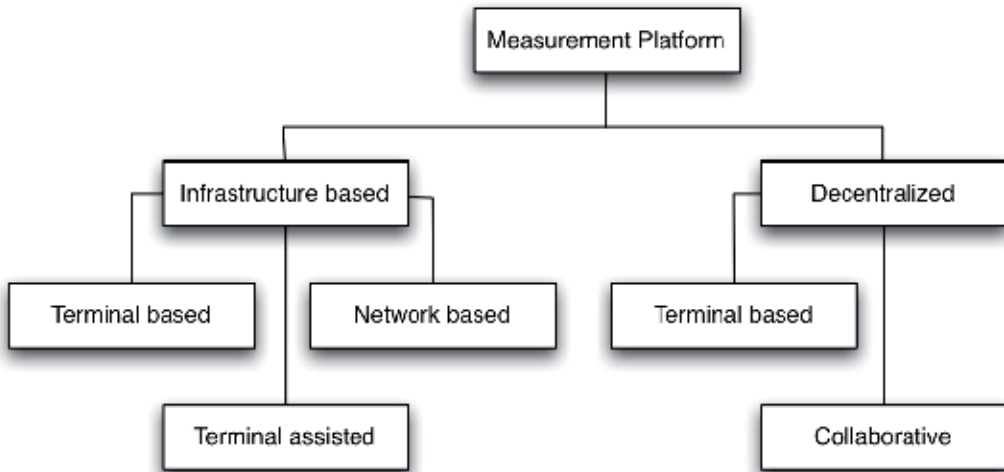 Measurement Platform
Infrastructure based
Decentralized
Terminal based
Network based
Terminal based
Terminal assisted
Collaborative